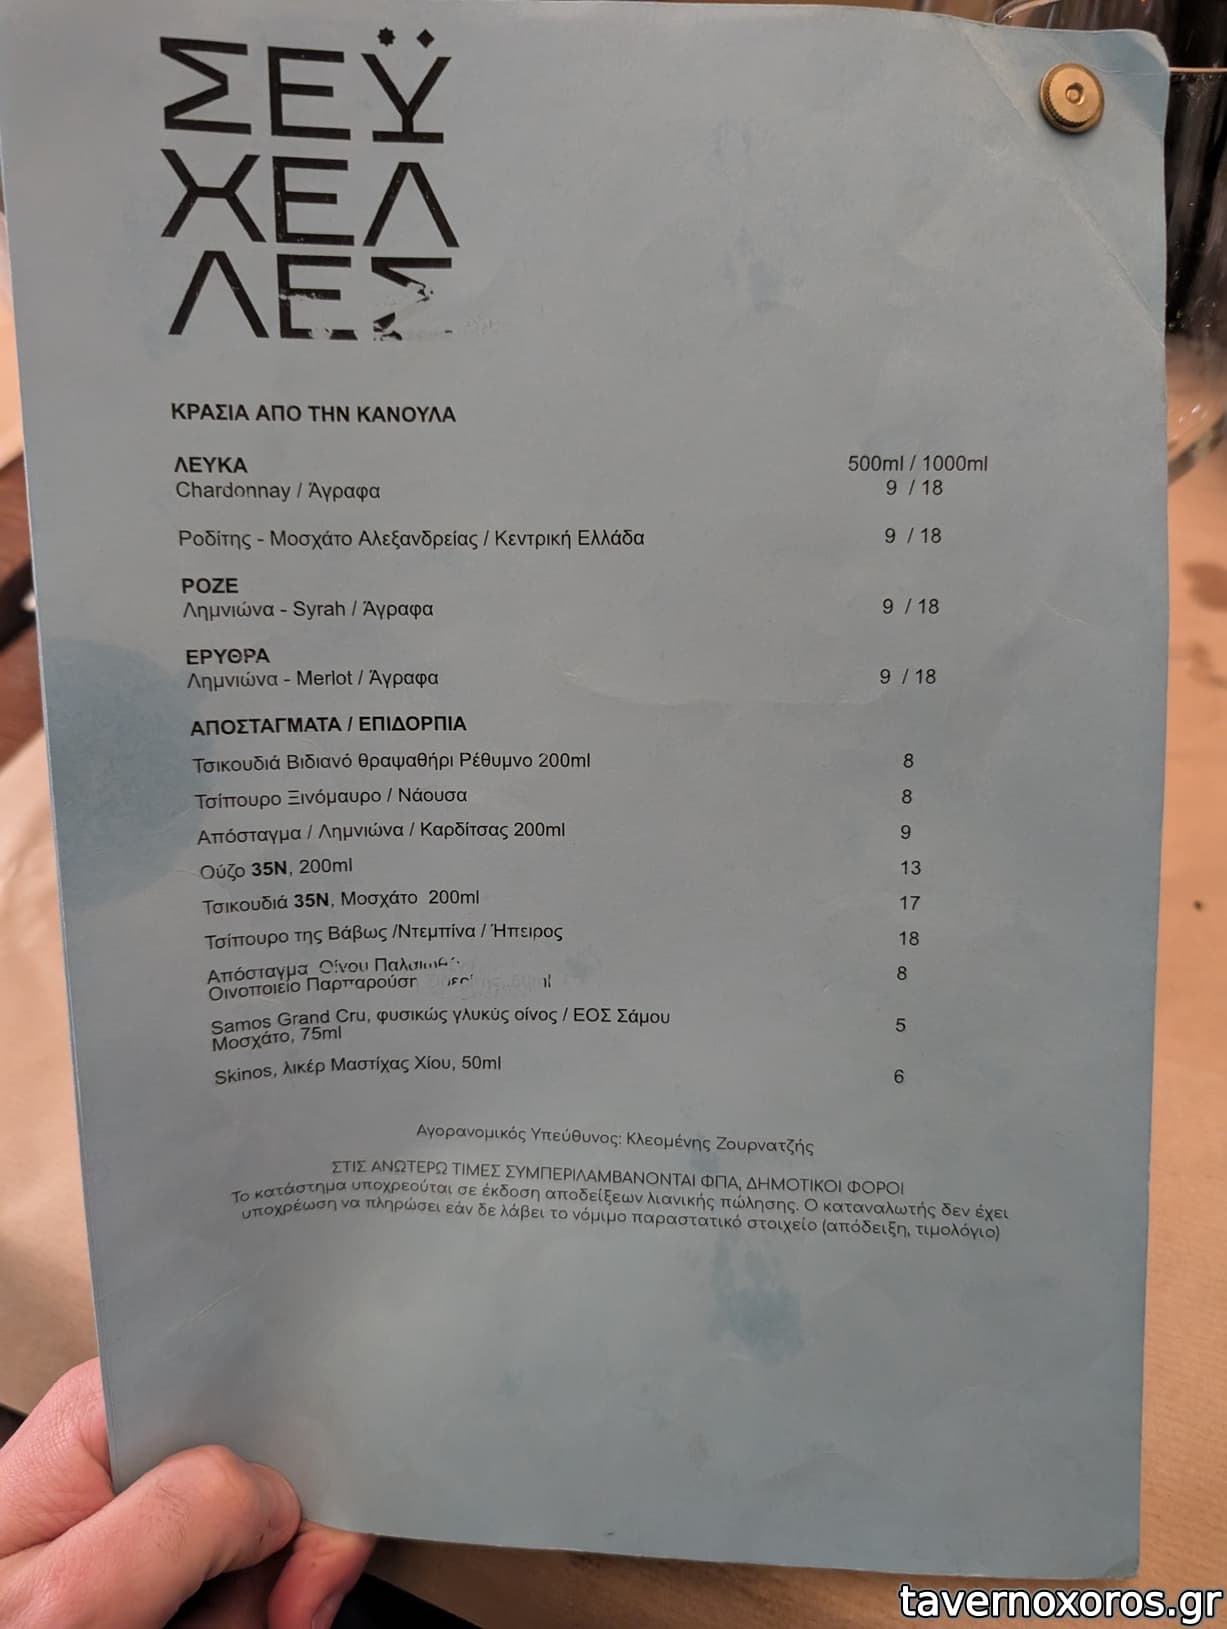 ΣΕΫ
ΧΕΛ
ΛΕΣ
ΚΡΑΣΙΑ ΑΠΟ ΤΗΝ ΚΑΝΟΥΛΑ
ΛΕΥΚΑ 500ml / 1000ml
Chardonnay / Άγραφα 9 / 18
Ροδίτης - Μοσχάτο Αλεξανδρείας / Κεντρική Ελλάδα 9 / 18
ΡΟΖΕ
Λημνιώνα - Syrah / Άγραφα 9 / 18
ΕΡΥΘΡΑ
Λημνιώνα - Merlot / Άγραφα 9 / 18
ΑΠΟΣΤΑΓΜΑΤΑ / ΕΠΙΔΟΡΠΙΑ
Τσικουδιά Βιδιανό θραψαθήρι Ρέθυμνο 200ml 8
Τσίπουρο Ξινόμαυρο / Νάουσα 8
Απόσταγμα / Λημνιώνα / Καρδίτσας 200ml 9
Ούζο 35N, 200ml 13
Τσικουδιά 35N, Μοσχάτο 200ml 17
Τσίπουρο της Βάβως /Ντεμπίνα / Ήπειρος 18
Απόσταγμα Οίνου 8
Οινοποιείο Παρπαρούση
Samos Grand Cru, φυσικώς γλυκύς οίνος / ΕΟΣ Σάμου 5
Μοσχάτο, 75ml
Skinos, λικέρ Μαστίχας Χίου, 50ml 6
Αγορανομικός Υπεύθυνος: Κλεομένης Ζουρνατζής
ΣΤΙΣ ΑΝΩΤΕΡΩ ΤΙΜΕΣ ΣΥΜΠΕΡΙΛΑΜΒΑΝΟΝΤΑΙ ΦΠΑ, ΔΗΜΟΤΙΚΟΙ ΦΟΡΟΙ
Το κατάστημα υποχρεούται σε έκδοση αποδείξεων λιανικής πώλησης. Ο καταναλωτής δεν έχει
υποχρέωση να πληρώσει εάν δε λάβει το νόμιμο παραστατικό στοιχείο (απόδειξη, τιμολόγιο)
tavernoxoros.gr